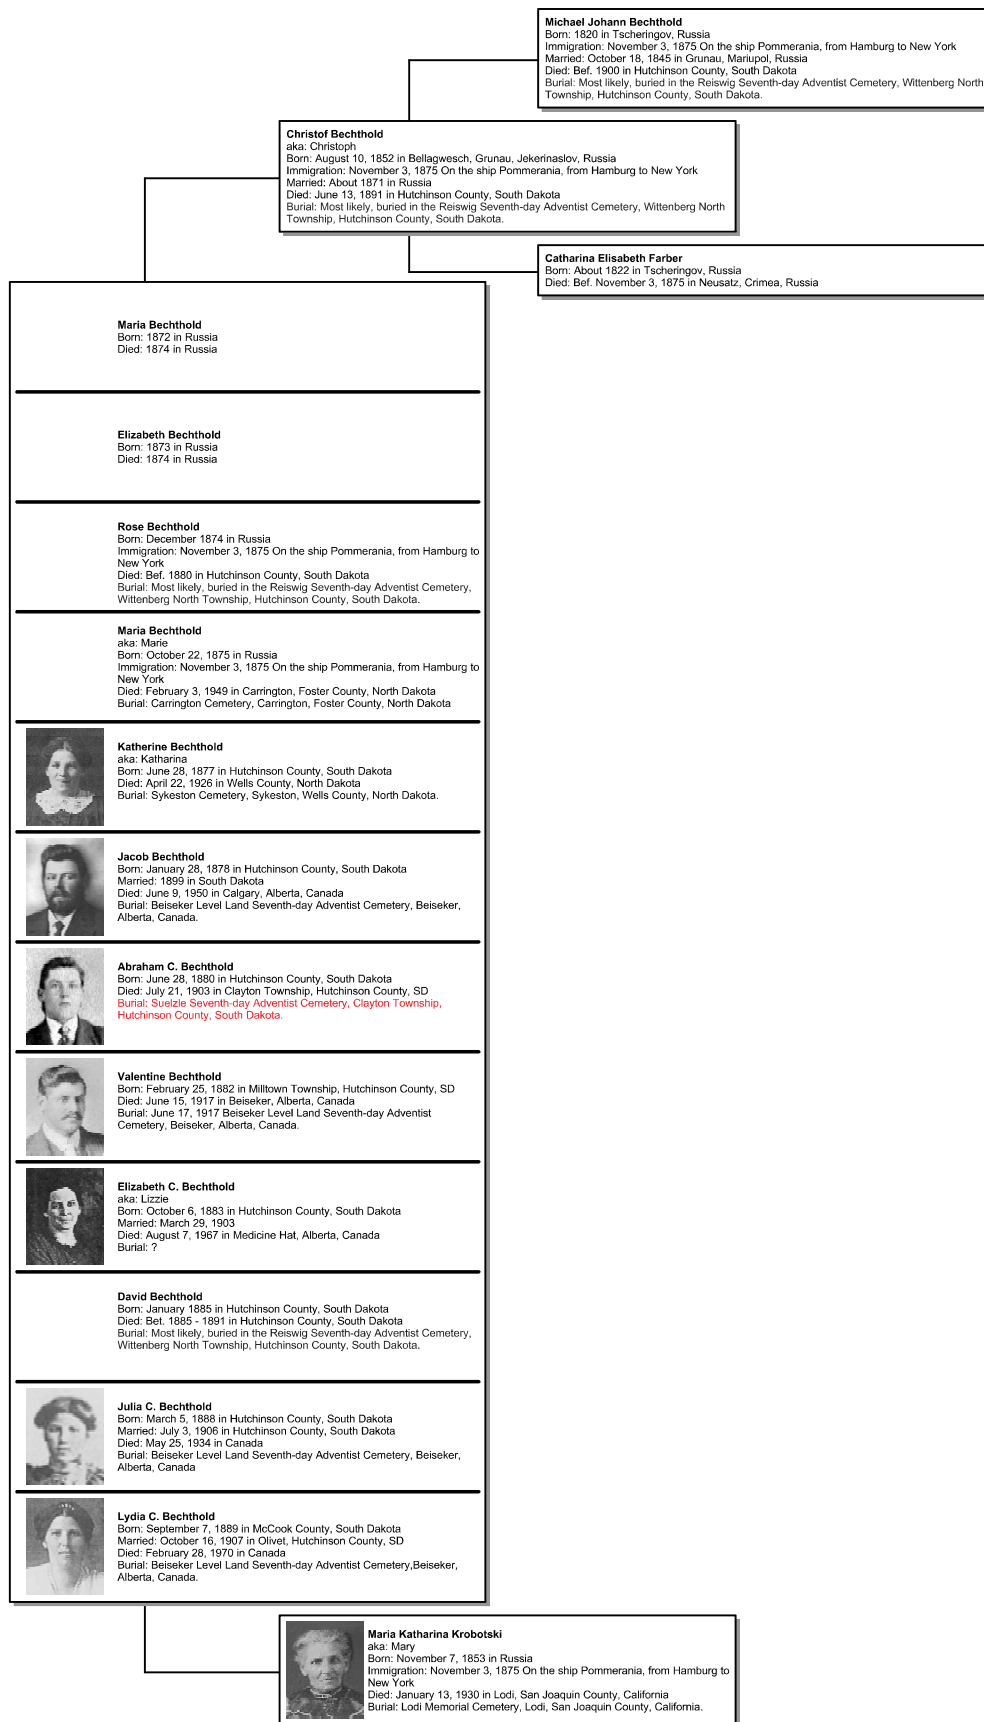 Michael Johann Bechthold
Born: 1820 in Tscheringov, Russia
Immigration: November 3, 1875 On the ship Pommerania, from Hamburg to New York
Married: October 18, 1845 in Grunau, Mariupol, Russia
Died: Bef. 1900 in Hutchinson County, South Dakota
Burial: Most likely, buried in the Reiswig Seventh-day Adventist Cemetery, Wittenberg North
Township, Hutchinson County, South Dakota.
Christof Bechthold
aka: Christoph
Born: August 10, 1852 in Bellagwesch, Grunau, Jekerinaslov, Russia
Immigration: November 3, 1875 On the ship Pommerania, from Hamburg to New York
Married: About 1871 in Russia
Died: June 13, 1891 in Hutchinson County, South Dakota
Burial: Most likely, buried in the Reiswig Seventh-day Adventist Cemetery, Wittenberg North
Township, Hutchinson County, South Dakota.
Catharina Elisabeth Farber
Born: About 1822 in Tscheringov, Russia
Died: Bef. November 3, 1875 in Neusatz, Crimea, Russia
Maria Bechthold
Born: 1872 in Russia
Died: 1874 in Russia
Elizabeth Bechthold
Born: 1873 in Russia
Died: 1874 in Russia
Rose Bechthold
Born: December 1874 in Russia
Immigration: November 3, 1875 On the ship Pommerania, from Hamburg to
New York
Died: Bef. 1880 in Hutchinson County, South Dakota
Burial: Most likely, buried in the Reiswig Seventh-day Adventist Cemetery,
Wittenberg North Township, Hutchinson County, South Dakota.
Maria Bechthold
aka: Marie
Born: October 22, 1875 in Russia
Immigration: November 3, 1875 On the ship Pommerania, from Hamburg to
New York
Died: February 3, 1949 in Carrington, Foster County, North Dakota
Burial: Carrington Cemetery, Carrington, Foster County, North Dakota
Katherine Bechthold
aka: Katharina
Born: June 28, 1877 in Hutchinson County, South Dakota
Died: April 22, 1926 in Wells County, North Dakota
Burial: Sykeston Cemetery, Sykeston, Wells County, North Dakota.
Jacob Bechthold
Born: January 28, 1878 in Hutchinson County, South Dakota
Married: 1899 in South Dakota
Died: June 9, 1950 in Calgary, Alberta, Canada
Burial: Beiseker Level Land Seventh-day Adventist Cemetery, Beiseker,
Alberta, Canada.
Abraham C. Bechthold
Born: June 28, 1880 in Hutchinson County, South Dakota
Died: July 21, 1903 in Clayton Township, Hutchinson County, SD
Burial: Suelzle Seventh-day Adventist Cemetery, Clayton Township,
Hutchinson County, South Dakota.
Valentine Bechthold
Born: February 25, 1882 in Milltown Township, Hutchinson County, SD
Died: June 15, 1917 in Beiseker, Alberta, Canada
Burial: June 17, 1917 Beiseker Level Land Seventh-day Adventist
Cemetery, Beiseker, Alberta, Canada.
Elizabeth C. Bechthold
aka: Lizzie
Born: October 6, 1883 in Hutchinson County, South Dakota
Married: March 29, 1903
Died: August 7, 1967 in Medicine Hat, Alberta, Canada
Burial: ?
David Bechthold
Born: January 1885 in Hutchinson County, South Dakota
Died: Bet. 1885 - 1891 in Hutchinson County, South Dakota
Burial: Most likely, buried in the Reiswig Seventh-day Adventist Cemetery,
Wittenberg North Township, Hutchinson County, South Dakota.
Julia C. Bechthold
Born: March 5, 1888 in Hutchinson County, South Dakota
Married: July 3, 1906 in Hutchinson County, South Dakota
Died: May 25, 1934 in Canada
Burial: Beiseker Level Land Seventh-day Adventist Cemetery, Beiseker,
Alberta, Canada
Lydia C. Bechthold
Born: September 7, 1889 in McCook County, South Dakota
Married: October 16, 1907 in Olivet, Hutchinson County, SD
Died: February 28, 1970 in Canada
Burial: Beiseker Level Land Seventh-day Adventist Cemetery,Beiseker,
Alberta, Canada.
Maria Katharina Krobotski
aka: Mary
Born: November 7, 1853 in Russia
Immigration: November 3, 1875 On the ship Pommerania, from Hamburg to
New York
Died: January 13, 1930 in Lodi, San Joaquin County, California
Burial: Lodi Memorial Cemetery, Lodi, San Joaquin County, California.